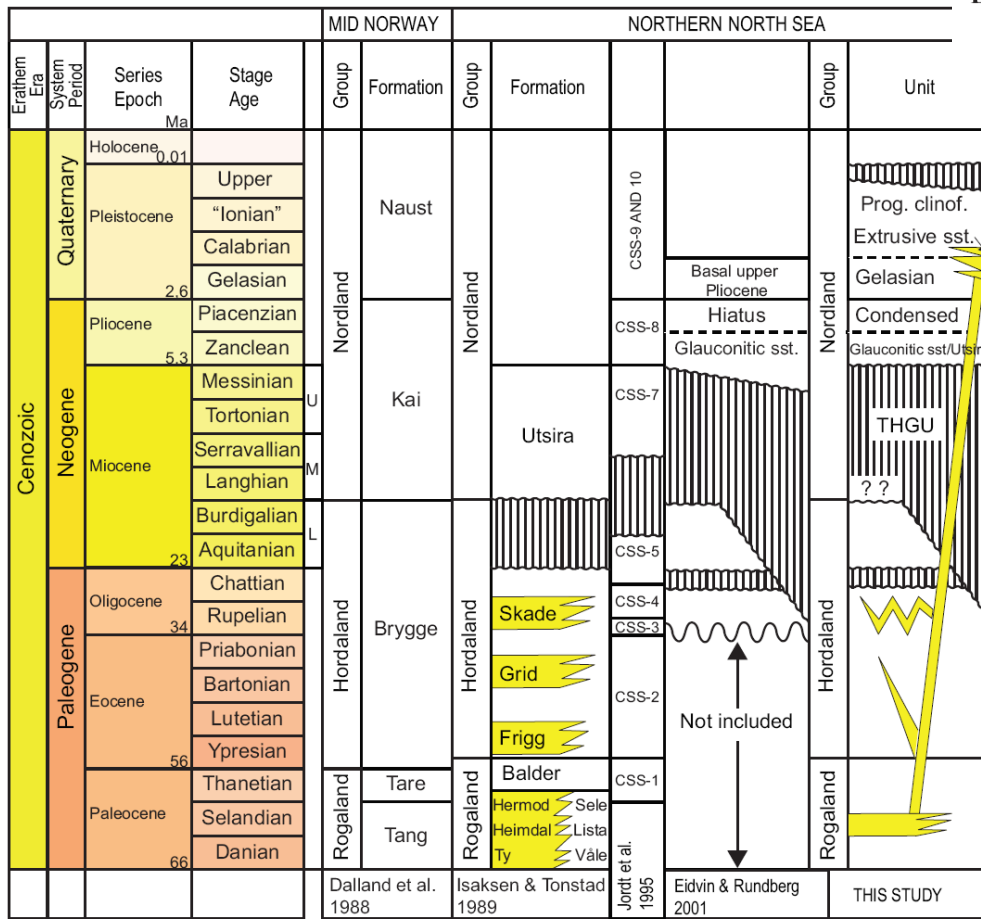 MID NORWAY
NORTHERN NORTH SEA
Erathem
Era
System
Period
Series
Epoch
Ma
Stage
Age
Group
Formation
Group
Formation
Group
Unit
Cenozoic
Quaternary
Neogene
Paleogene
Holocene
0.01
Pleistocene
2.6
Pliocene
5.3
Miocene
23
Oligocene
34
Eocene
56
Paleocene
66
Upper
"Ionian"
Calabrian
Gelasian
Piacenzian
Zanclean
Messinian
Tortonian
Serravallian
Langhian
Burdigalian
Aquitanian
Chattian
Rupelian
Priabonian
Bartonian
Lutetian
Ypresian
Thanetian
Selandian
Danian
U
M
L
Nordland
Hordaland
Rogaland
Naust
Kai
Brygge
Tare
Tang
Dalland et al.
1988
Nordland
Hordaland
Rogaland
Utsira
Skade
Grid
Frigg
Balder
Hermod
Sele
Heimdal
Lista
Ty
Våle
Isaksen & Tonstad
1989
CSS-9 AND 10
CSS-8
CSS-7
CSS-5
CSS-4
CSS-3
CSS-2
CSS-1
Jordt et al.
1995
Basal upper
Pliocene
Hiatus
Glauconitic sst.
Not included
Eidvin & Rundberg
2001
Nordland
Hordaland
Rogaland
Prog. clinof.
Extrusive sst.
Gelasian
Condensed
Glauconitic sst/Utsir
THGU
? ?
THIS STUDY